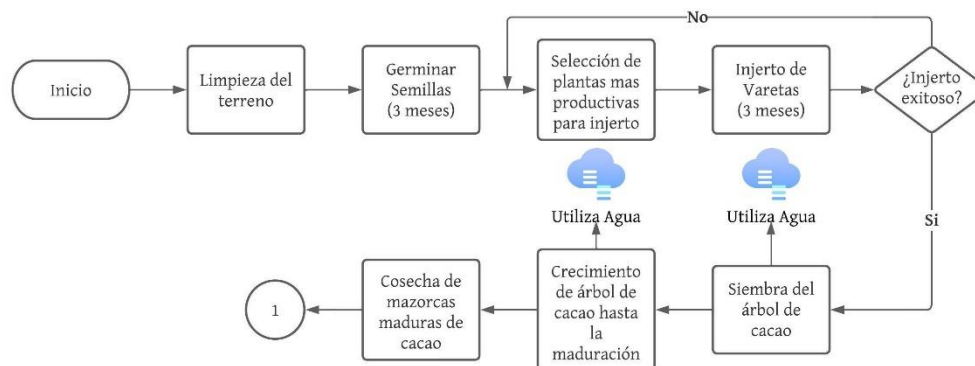 No
Inicio
Limpieza del
terreno
Germinar
Semillas
(3 meses)
Selección de
plantas mas
productivas
para injerto
Injerto de
Varetas
(3 meses)
¿Injerto
exitoso?
Utiliza Agua
Utiliza Agua
Si
1
Cosecha de
mazorcas
maduras de
cacao
Crecimiento
de árbol de
cacao hasta
la
maduración
Siembra del
árbol de
cacao